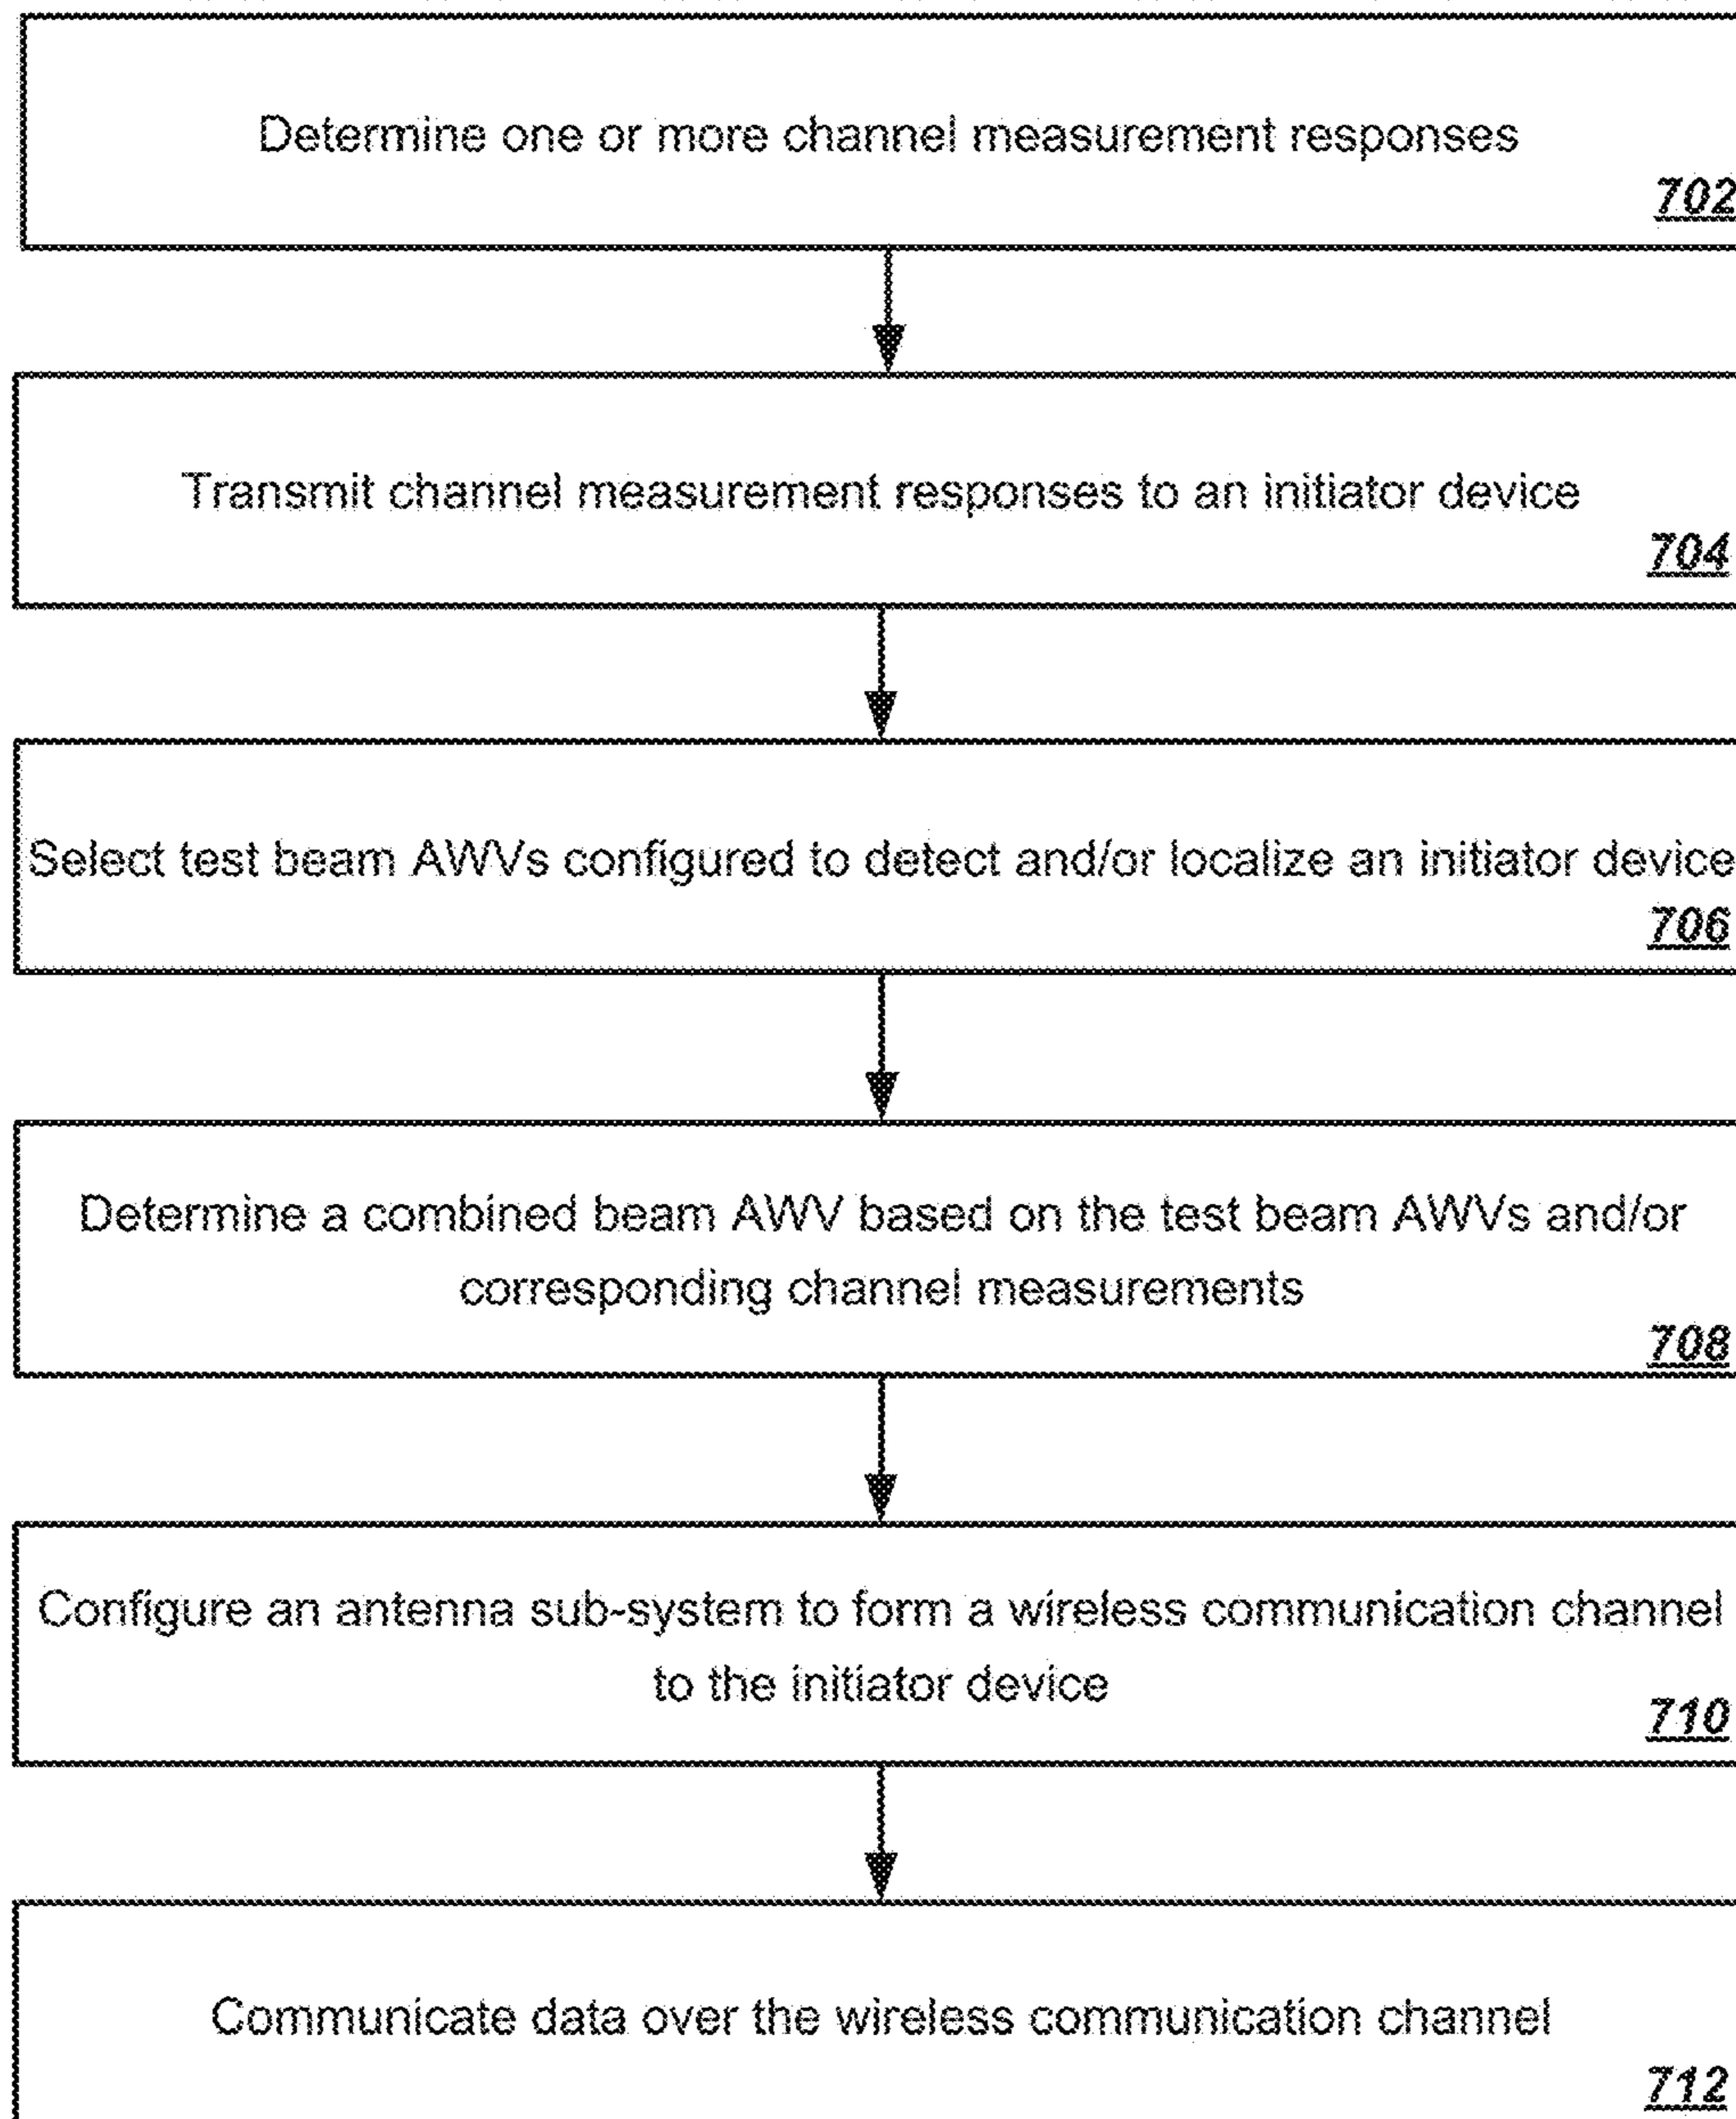 Determine one or more channel measurement responses
702
Transmit channel measurement responses to an initiator device
704
Select test beam AWVs configured to detect and/or localize an initiator device
706
Determine a combined beam AWV based on the test beam AWVs and/or
corresponding channel measurements
708
Configure an antenna sub-system to form a wireless communication channel
to the initiator device
710
Communicate data over the wireless communication channel
712